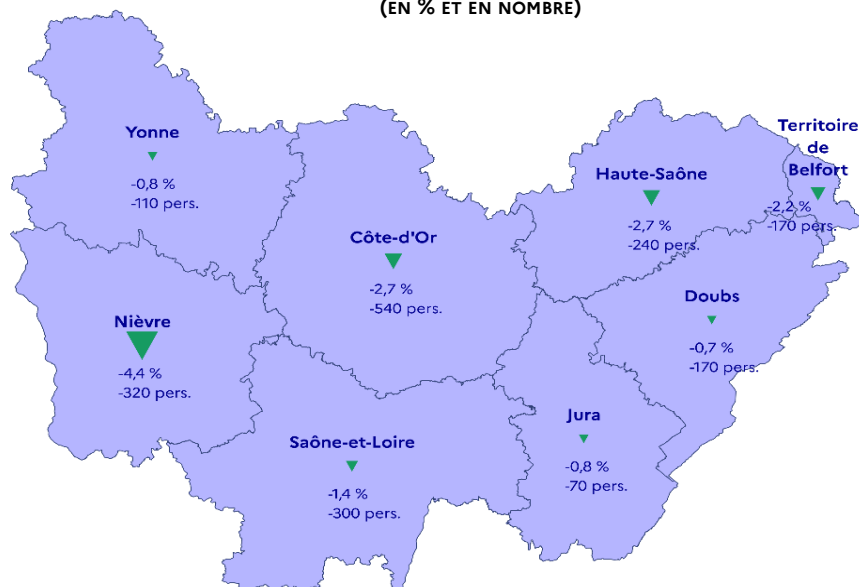 (EN % ET EN NOMBRE)
Yonne
-0,8 %
-110 pers.
Côte-d'Or
-2,7 %
-540 pers.
Haute-Saône
-2,7 %
-240 pers.
Territoire
de
Belfort
-2,2 %
-170 pers.
Doubs
-0,7 %
-170 pers.
Nièvre
-4,4 %
-320 pers.
Saône-et-Loire
-1,4 %
-300 pers.
Jura
-0,8 %
-70 pers.